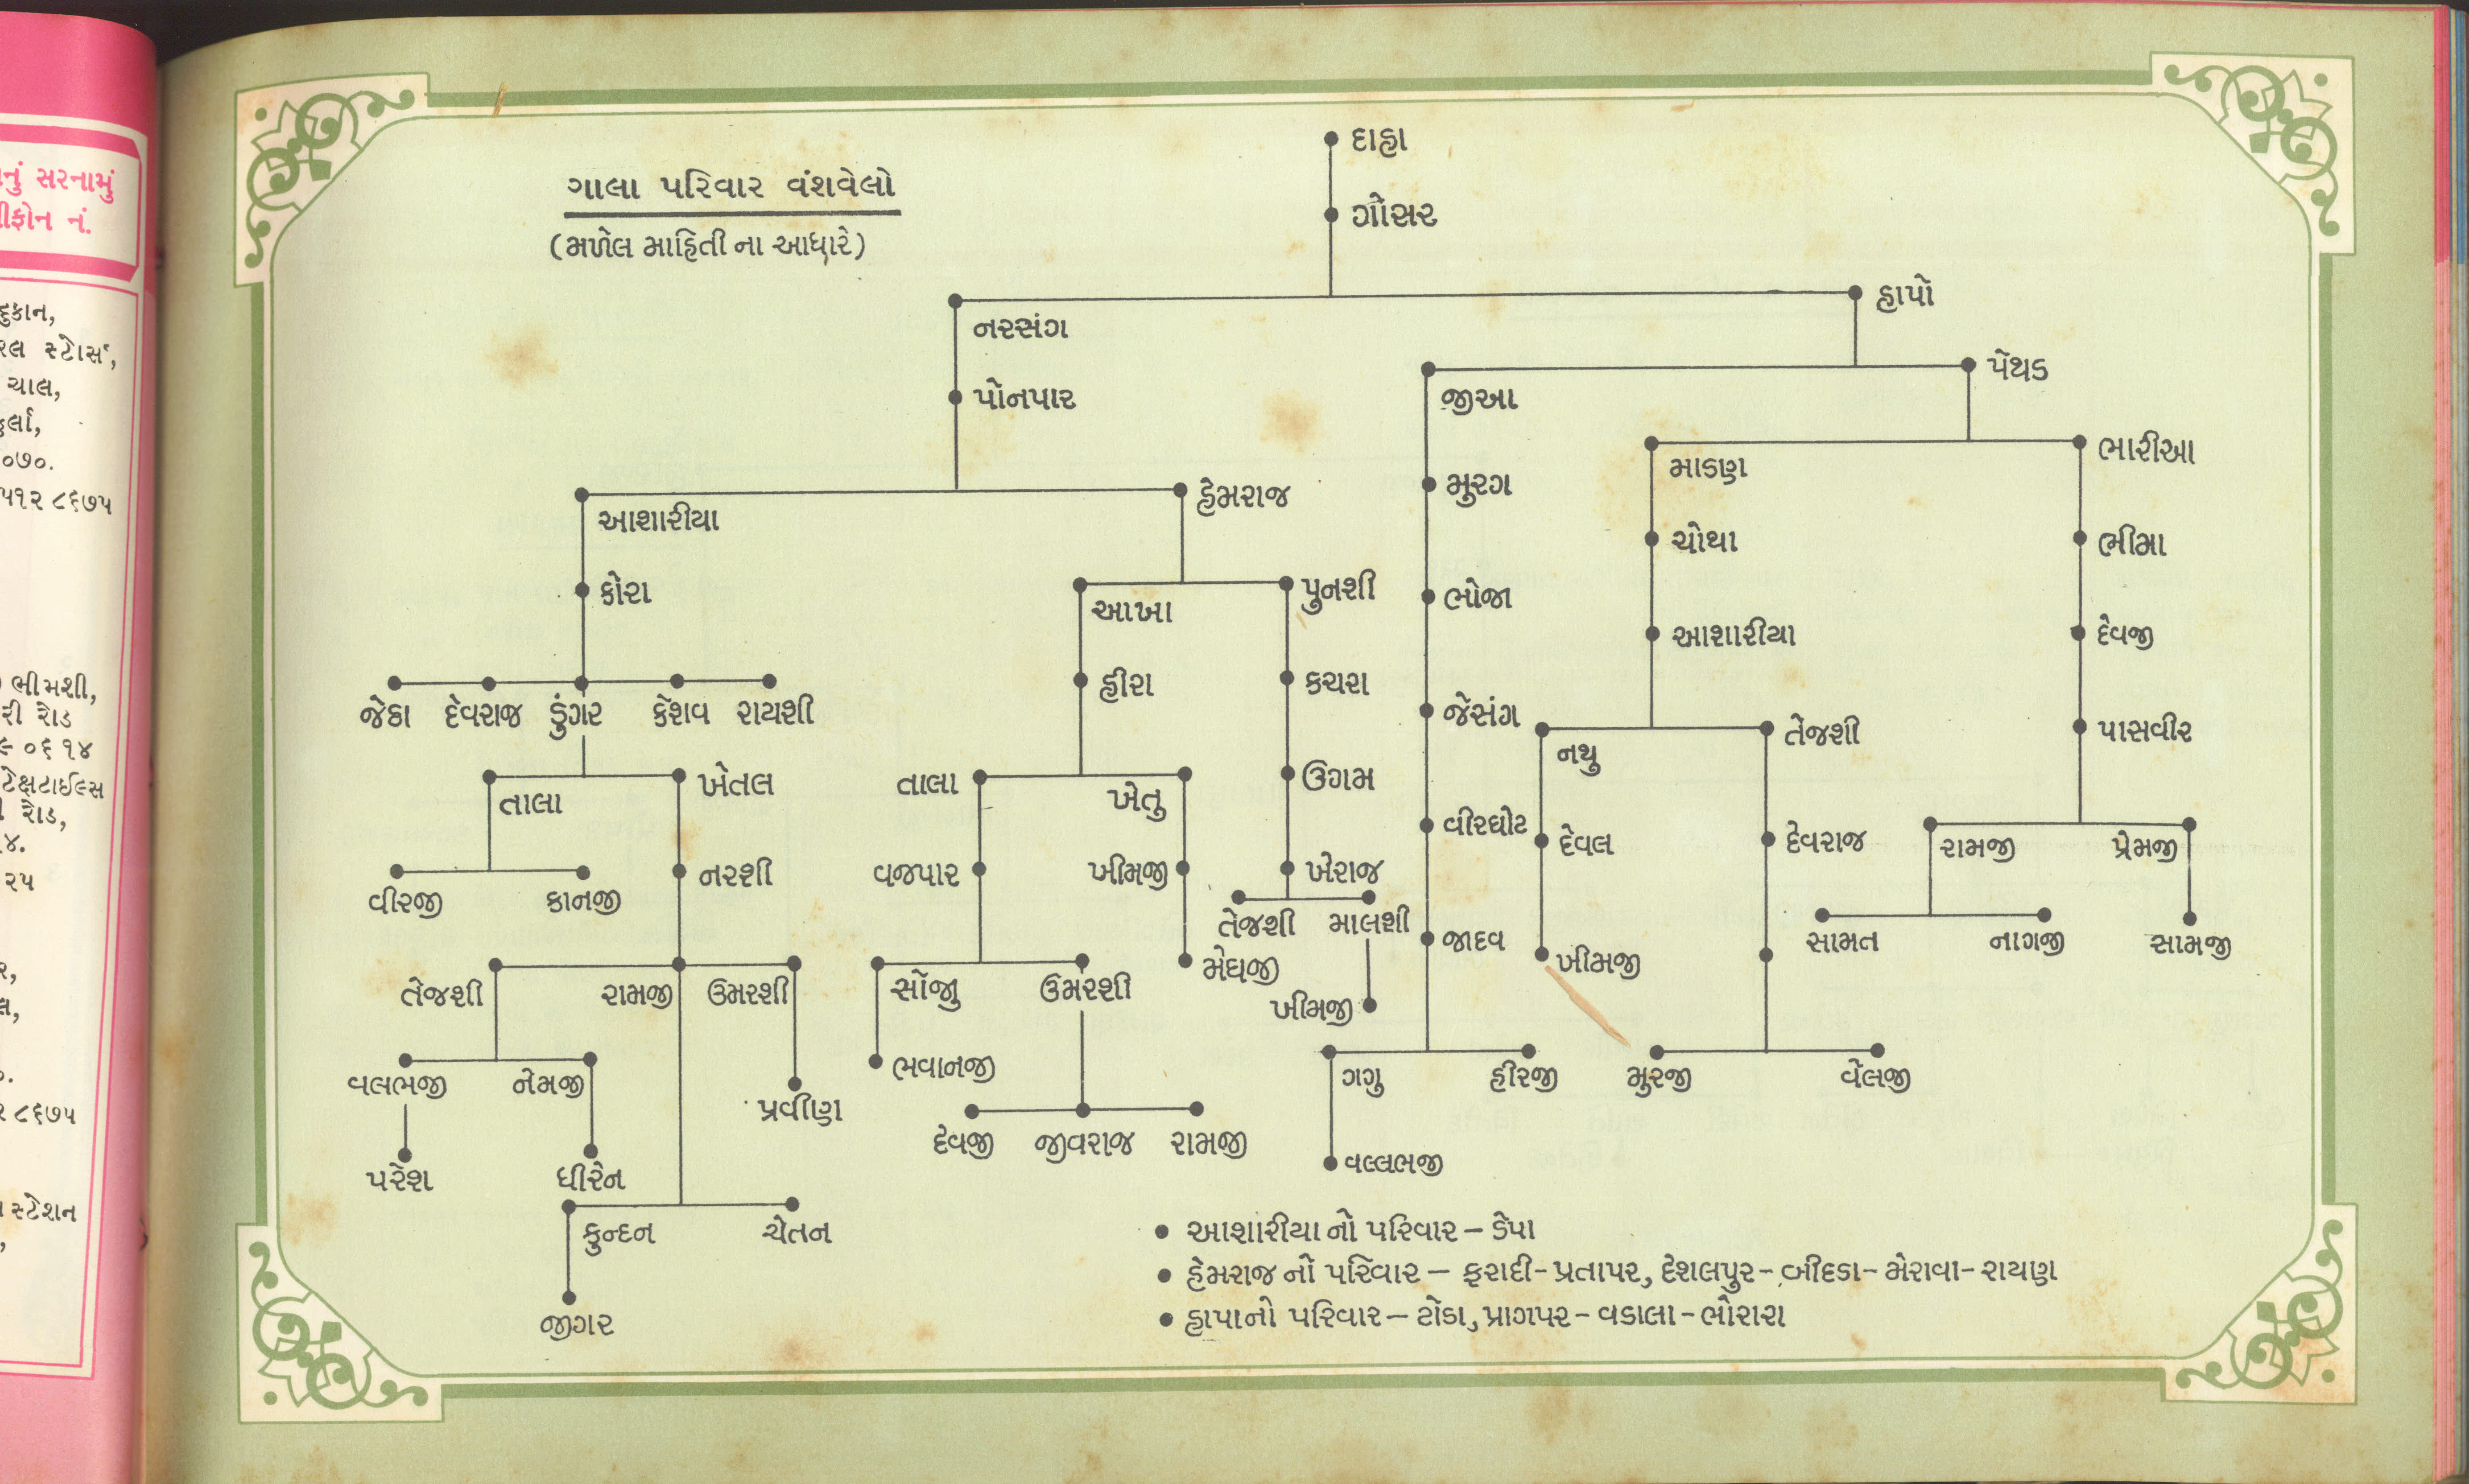 નું સરનામું
ીફોન નં.
દુકાન,
રલ સ્ટોર્સ,
ચાલ,
કુર્લા,
૦૭૦.
૫૧૨ ૮૬૭૫
ભીમશી,
રી રોડ
૯ ૦૬ ૧૪
ટેક્ષટાઈલ્સ
રોડ,
૪.
૨૫
ર,
લ,
૨ ૮૬૭૫
સ્ટેશન
ગાલા પરિવાર વંશવેલો
(મળેલ માહિતી ના આધારે)
દાહા
ગોસર
નરસંગ હાપો
પોનપાર જીઆ પેથડ
આશારીયા હેમરાજ મુરગ માડણ ભારીઆ
કોરા આખા પુનશી ભોજા ચોથા ભીમા
હીરા કચરા આશારીયા દેવજી
જેઠા દેવરાજ ડુંગર કેશવ રાયશી જેસંગ નથુ તેજશી પાસવીર
તાલા ખેતલ તાલા ખેતુ ઉગમ
વીરઘોટ દેવલ દેવરાજ રામજી પ્રેમજી
વીરજી કાનજી નરશી વજપાર ખીમજી ખેરાજ
તેજશી માલશી જાદવ ખીમજી સામત નાગજી સામજી
તેજશી રામજી ઉમરશી સોજા ઉમરશી મેઘજી ખીમજી
વલભજી નેમજી પ્રવીણ ભવાનજી ગગુ હીરજી મુરજી વેલજી
પરેશ ધીરેન દેવજી જીવરાજ રામજી વલ્લભજી
કુન્દન ચેતન
જીગર
• આશારીયા નો પરિવાર – ડેપા
• હેમરાજ નો પરિવાર – ફરાદી - પ્રતાપર, દેશલપુર - બીદડા - મેરાવા - રાયણ
• હાપાનો પરિવાર – ટોડા, પ્રાગપર - વડાલા - ભોરારા